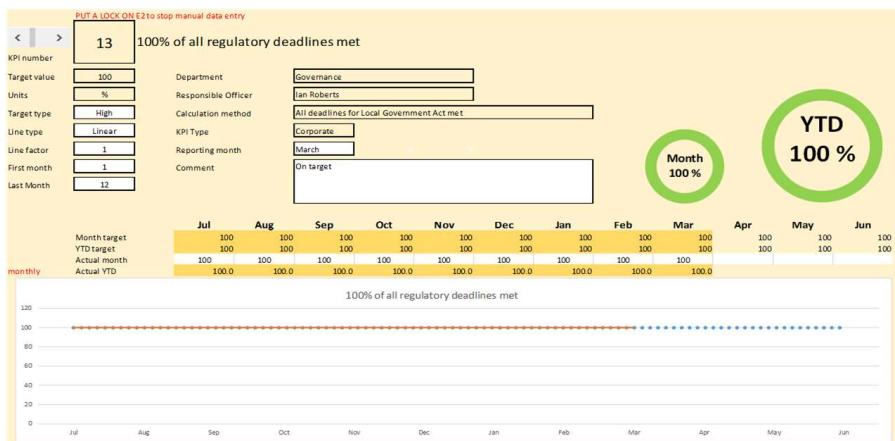 PUT A LOCK ON E2 to stop manual data entry
< >
13
100% of all regulatory deadlines met
KPI number
Target value 100 Department Governance
Units % Responsible Officer Ian Roberts
Target type High Calculation method All deadlines for Local Government Act met
Line type Linear KPI Type Corporate
Line factor 1 Reporting month March
First month 1 Comment On target
Last Month 12
Month
100 %
YTD
100 %
Jul Aug Sep Oct Nov Dec Jan Feb Mar Apr May Jun
Month target 100 100 100 100 100 100 100 100 100 100 100 100
YTD target 100 100 100 100 100 100 100 100 100 100 100 100
Actual month 100 100 100 100 100 100 100 100 100
monthly Actual YTD 100.0 100.0 100.0 100.0 100.0 100.0 100.0 100.0 100.0
100% of all regulatory deadlines met
120
100
80
60
40
20
0
Jul Aug Sep Oct Nov Dec Jan Feb Mar Apr May Jun